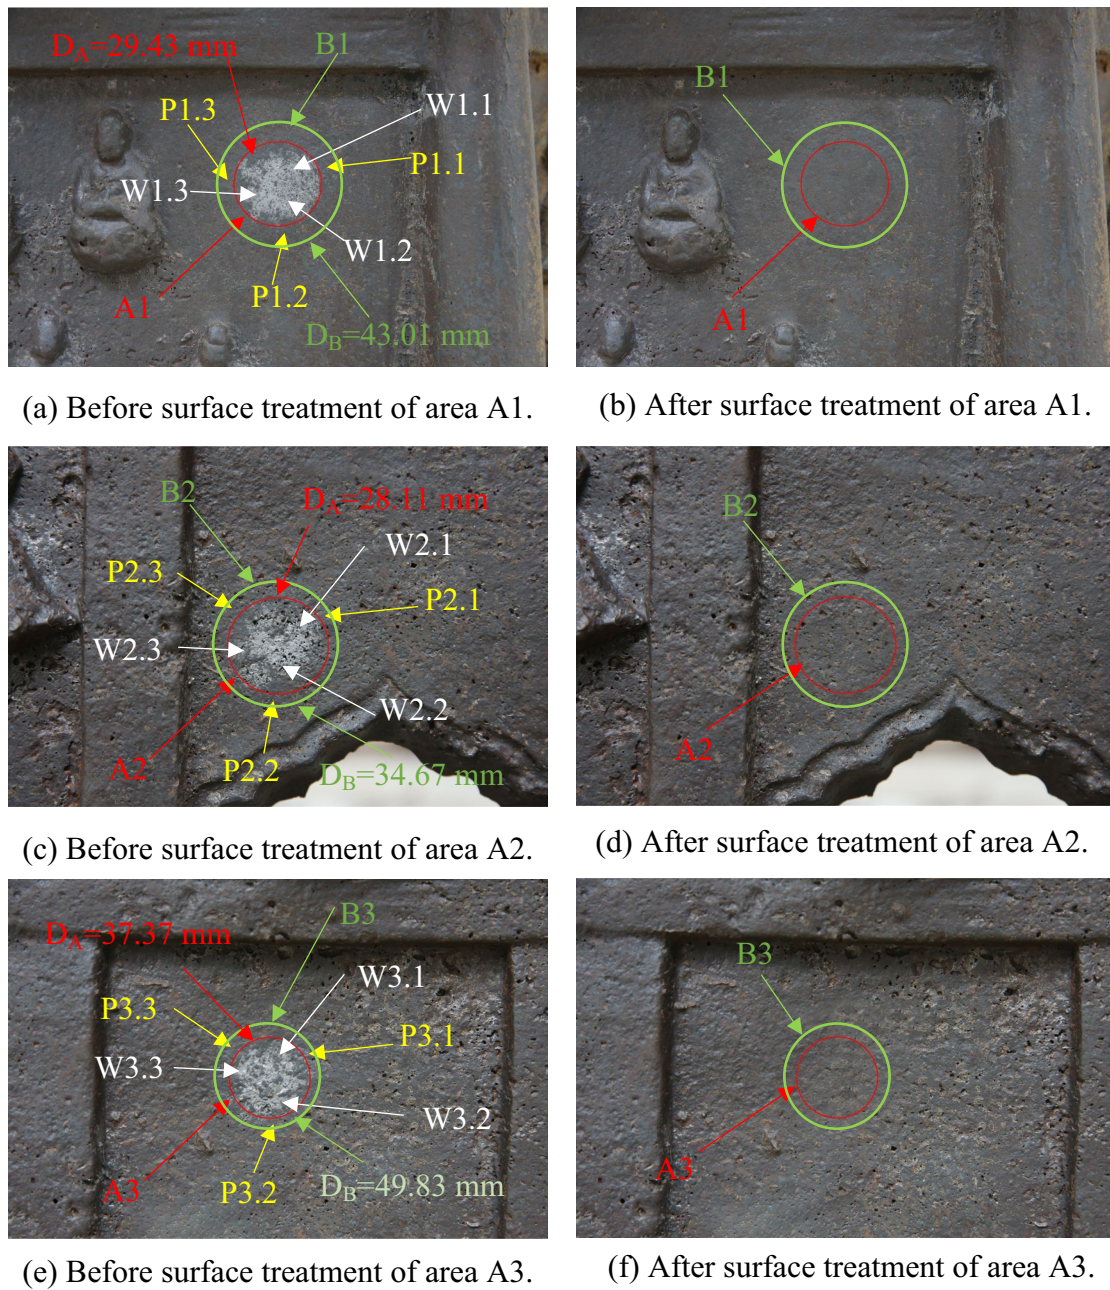 D_A=29.43 mm
B1
P1.3
W1.1
P1.1
W1.3
W1.2
P1.2
A1
D_B=43.01 mm
B1
A1
(a) Before surface treatment of area A1.
(b) After surface treatment of area A1.
B2
D_A=28.11 mm
W2.1
P2.3
P2.1
W2.3
W2.2
A2
P2.2
D_B=34.67 mm
B2
A2
(c) Before surface treatment of area A2.
(d) After surface treatment of area A2.
B3
D_A=37.37 mm
W3.1
P3.3
P3.1
W3.3
W3.2
A3
P3.2
D_B=49.83 mm
B3
A3
(e) Before surface treatment of area A3.
(f) After surface treatment of area A3.